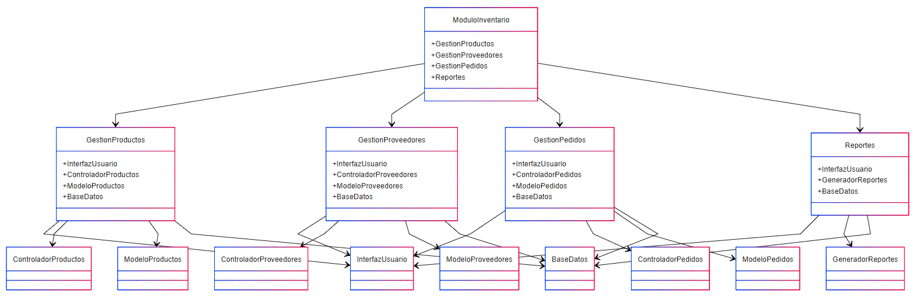 ModuloInventario
+GestionProductos
+GestionProveedores
+GestionPedidos
+Reportes
GestionProductos
+InterfazUsuario
+ControladorProductos
+ModeloProductos
+BaseDatos
GestionProveedores
+InterfazUsuario
+ControladorProveedores
+ModeloProveedores
+BaseDatos
GestionPedidos
+InterfazUsuario
+ControladorPedidos
+ModeloPedidos
+BaseDatos
Reportes
+InterfazUsuario
+GeneradorReportes
+BaseDatos
ControladorProductos
ModeloProductos
ControladorProveedores
InterfazUsuario
ModeloProveedores
BaseDatos
ControladorPedidos
ModeloPedidos
GeneradorReportes